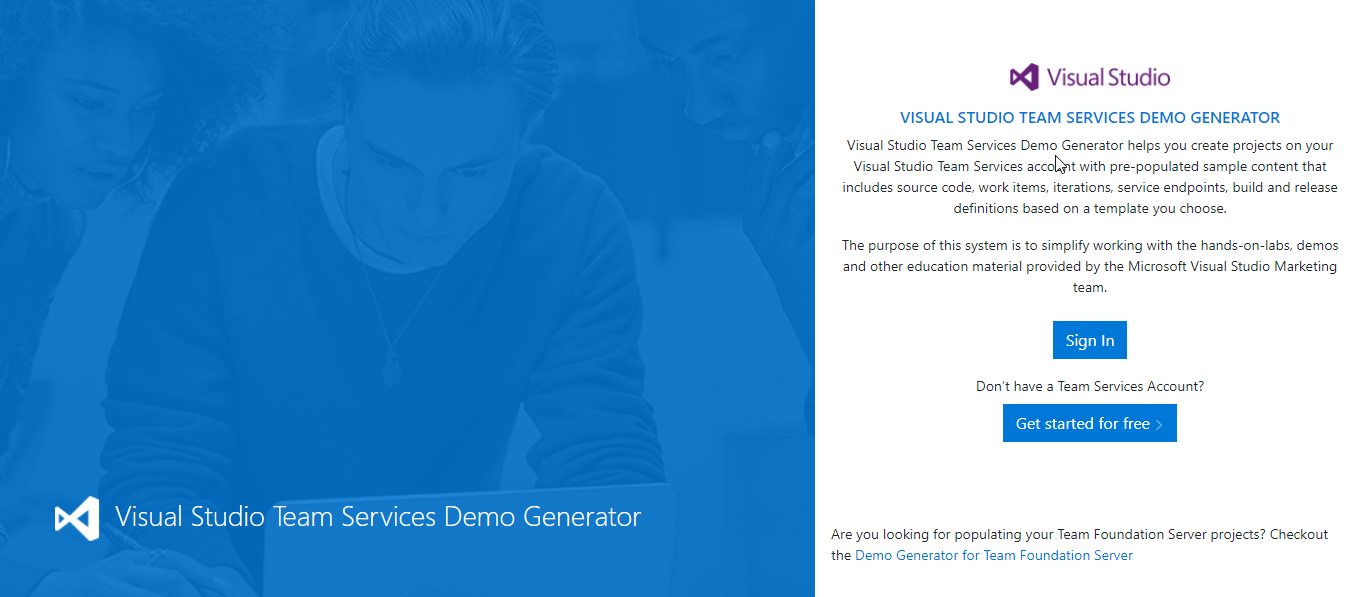 Visual Studio Team Services Demo Generator
Visual Studio
VISUAL STUDIO TEAM SERVICES DEMO GENERATOR
Visual Studio Team Services Demo Generator helps you create projects on your
Visual Studio Team Services account with pre-populated sample content that
includes source code, work items, iterations, service endpoints, build and release
definitions based on a template you choose.
The purpose of this system is to simplify working with the hands-on-labs, demos
and other education material provided by the Microsoft Visual Studio Marketing
team.
Sign In
Don't have a Team Services Account?
Get started for free >
Are you looking for populating your Team Foundation Server projects? Checkout
the Demo Generator for Team Foundation Server